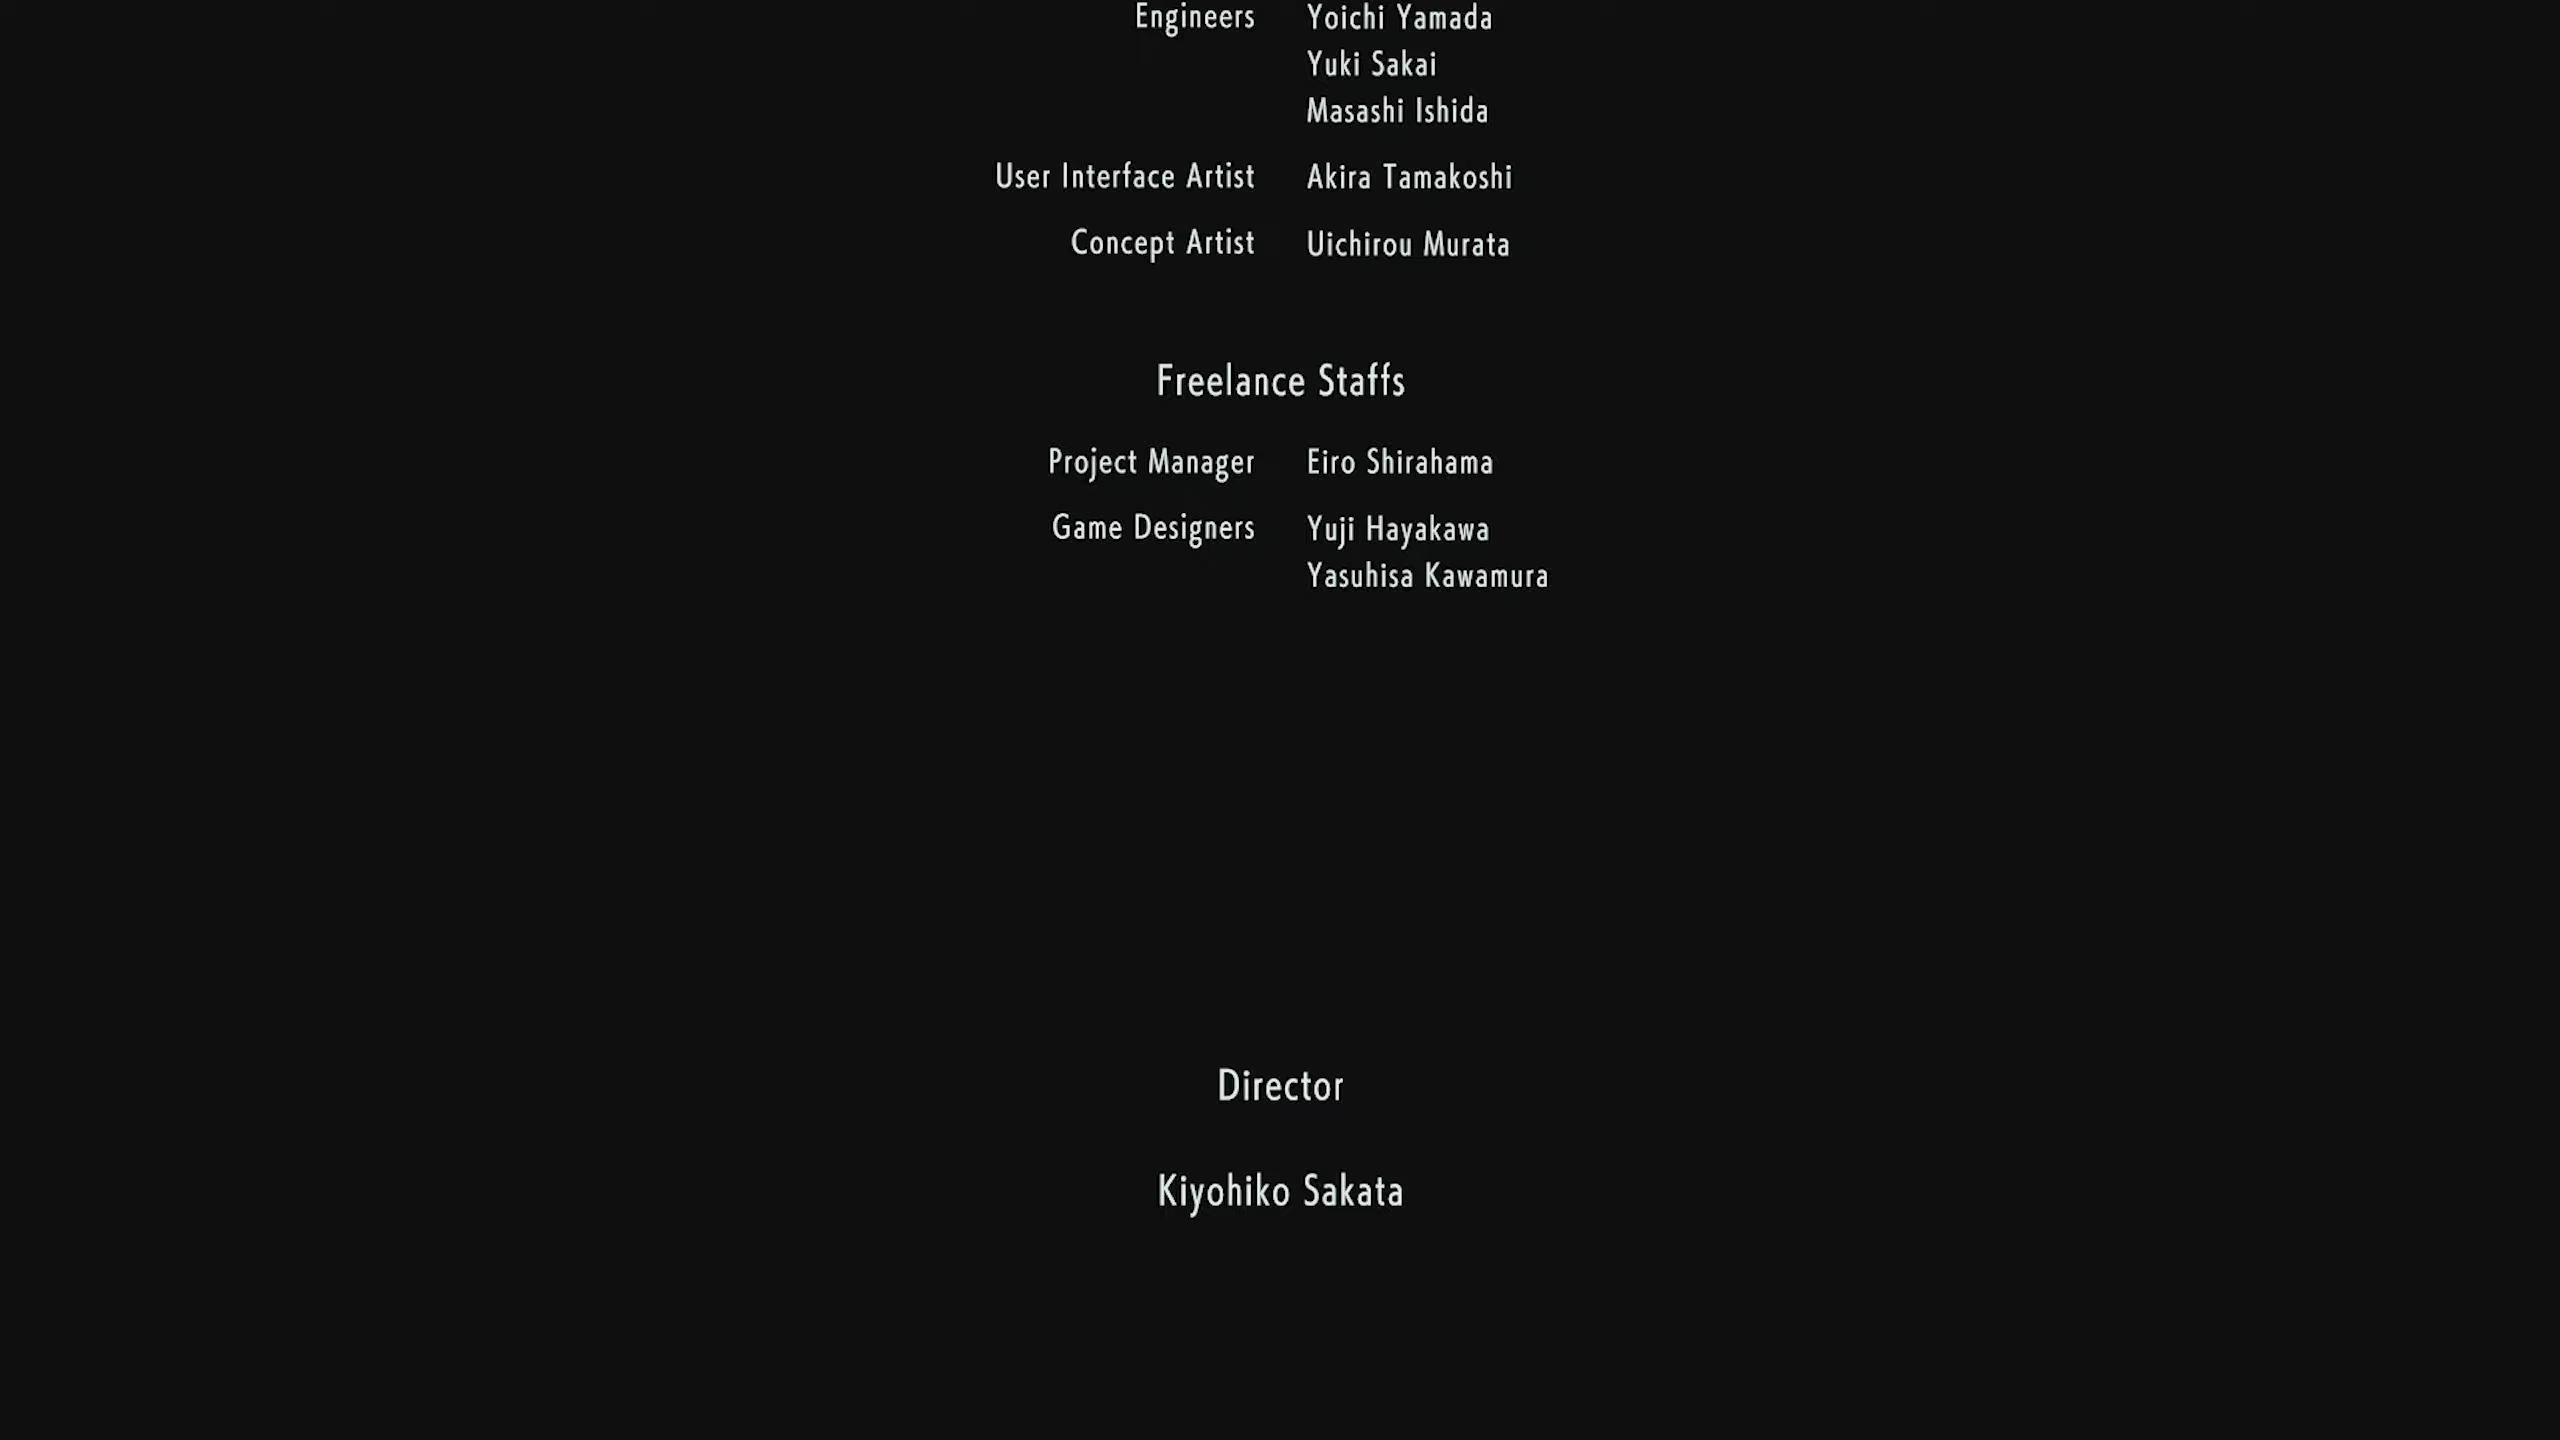 Engineers Yoichi Yamada
Yuki Sakai
Masashi Ishida
User Interface Artist Akira Tamakoshi
Concept Artist Uichirou Murata
Freelance Staffs
Project Manager Eiro Shirahama
Game Designers Yuji Hayakawa
Yasuhisa Kawamura
Director
Kiyohiko Sakata